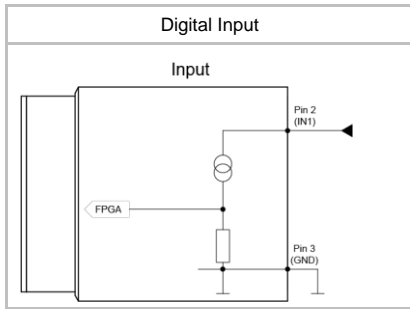 Digital Input
Input
Pin 2
(IN1)
FPGA
Pin 3
(GND)